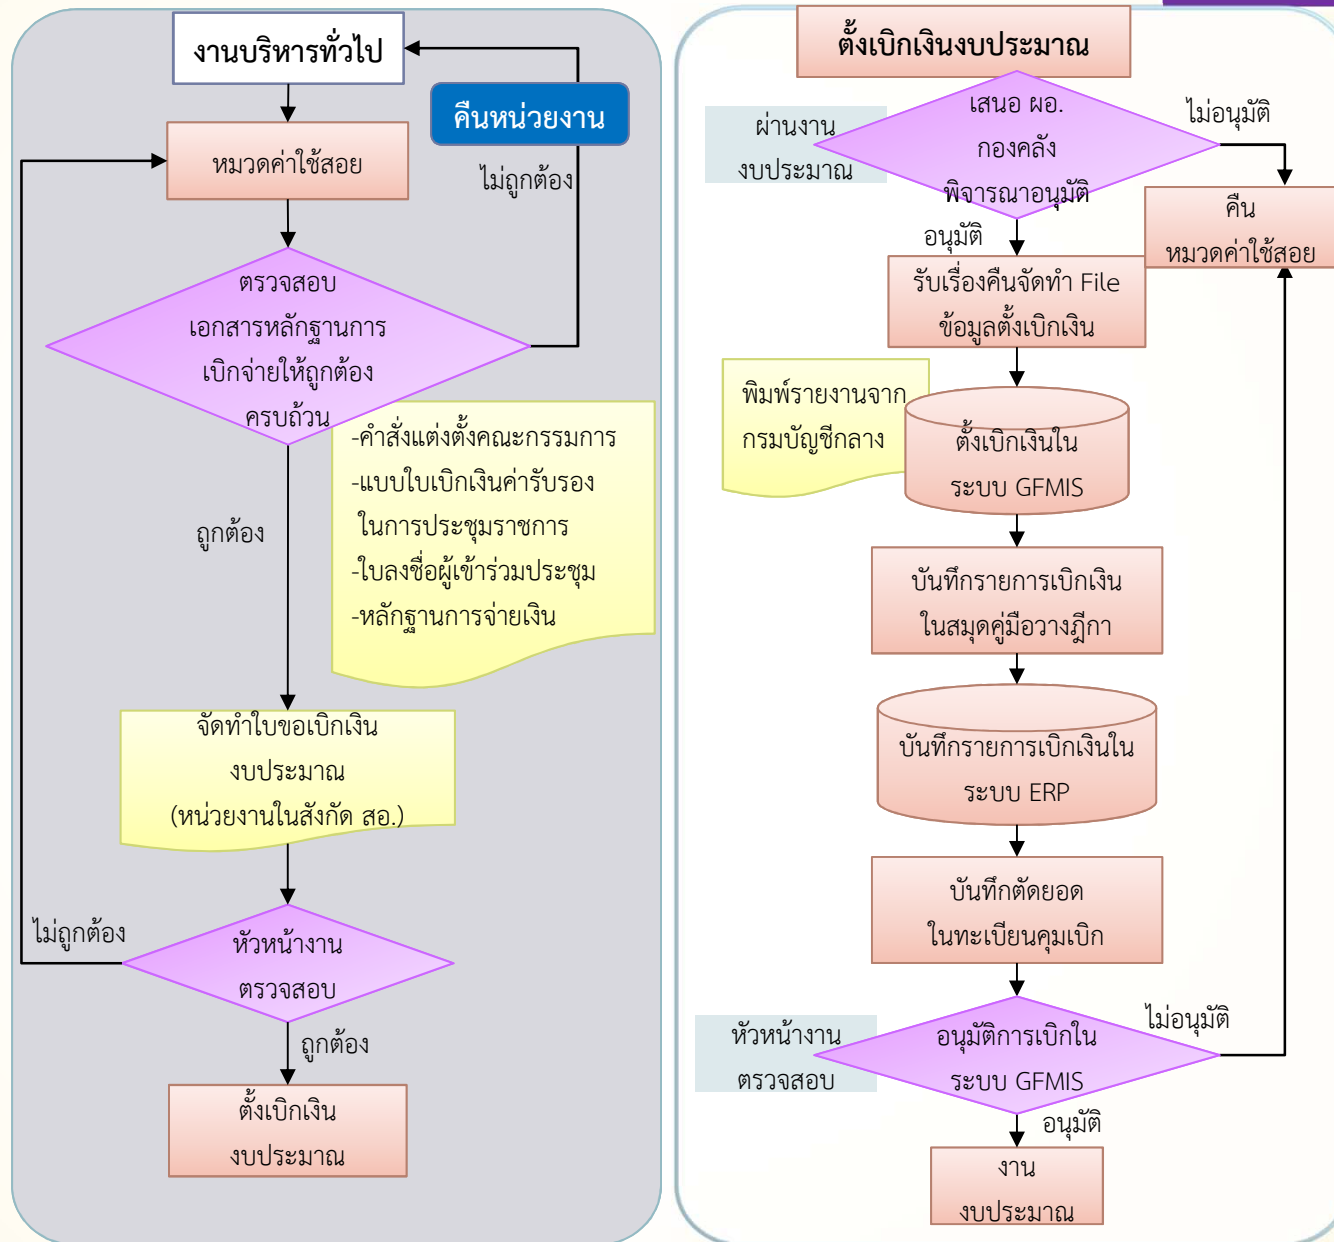 งานบริหารทั่วไป
คืนหน่วยงาน
หมวดค่าใช้สอย
ไม่ถูกต้อง
ตรวจสอบ
เอกสารหลักฐานการ
เบิกจ่ายให้ถูกต้อง
ครบถ้วน
-คำสั่งแต่งตั้งคณะกรรมการ
-แบบใบเบิกเงินค่ารับรอง
ในการประชุมราชการ
-ใบลงชื่อผู้เข้าร่วมประชุม
-หลักฐานการจ่ายเงิน
ถูกต้อง
จัดทำใบขอเบิกเงิน
งบประมาณ
(หน่วยงานในสังกัด สอ.)
ไม่ถูกต้อง
หัวหน้างาน
ตรวจสอบ
ถูกต้อง
ตั้งเบิกเงิน
งบประมาณ
ตั้งเบิกเงินงบประมาณ
ผ่านงาน
งบประมาณ
เสนอ ผอ.
กองคลัง
พิจารณาอนุมัติ
ไม่อนุมัติ
คืน
หมวดค่าใช้สอย
อนุมัติ
รับเรื่องคืนจัดทำ File
ข้อมูลตั้งเบิกเงิน
พิมพ์รายงานจาก
กรมบัญชีกลาง
ตั้งเบิกเงินใน
ระบบ GFMIS
บันทึกรายการเบิกเงิน
ในสมุดคู่มือวางฎีกา
บันทึกรายการเบิกเงินใน
ระบบ ERP
บันทึกตัดยอด
ในทะเบียนคุมเบิก
หัวหน้างาน
ตรวจสอบ
อนุมัติการเบิกใน
ระบบ GFMIS
ไม่อนุมัติ
อนุมัติ
งาน
งบประมาณ